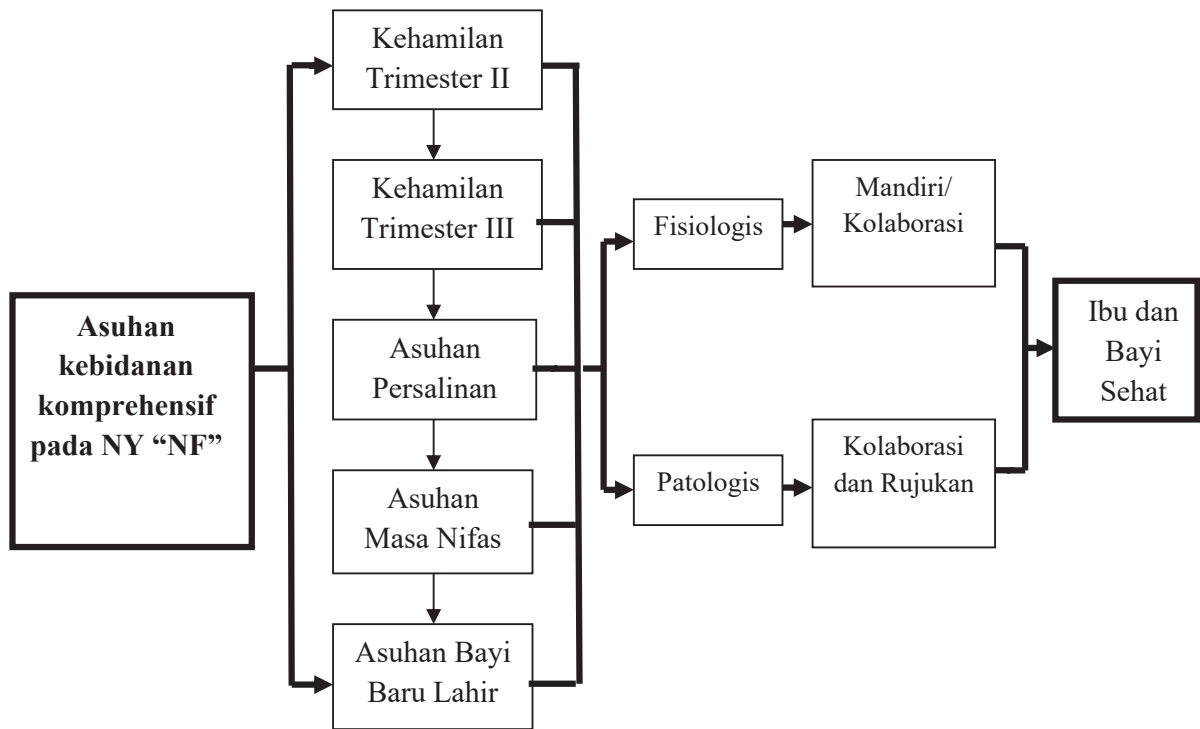 Kehamilan
Trimester II
Kehamilan
Trimester III
Asuhan
kebidanan
komprehensif
pada NY “NF”
Asuhan
Persalinan
Asuhan
Masa Nifas
Asuhan Bayi
Baru Lahir
Fisiologis
Mandiri/
Kolaborasi
Patologis
Kolaborasi
dan Rujukan
Ibu dan
Bayi
Sehat